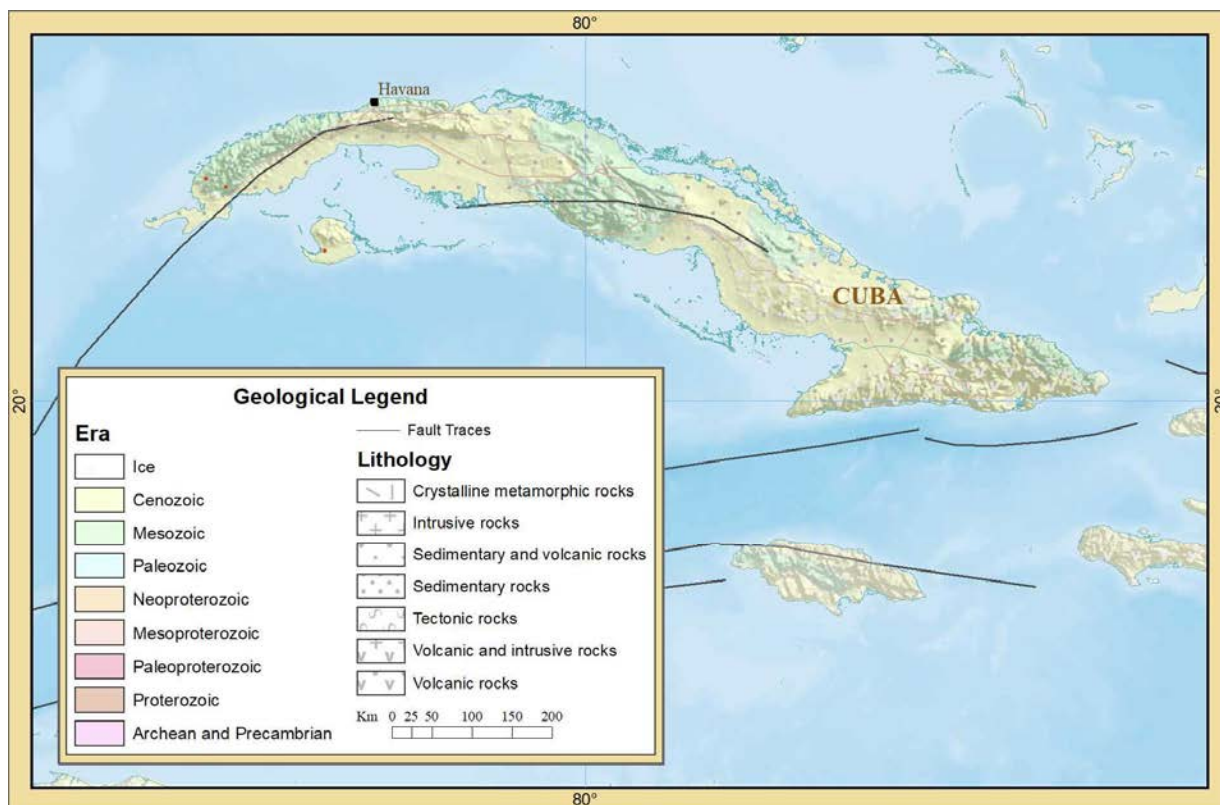 80°
Havana
CUBA
20°
20°
Geological Legend
Era
Ice
Cenozoic
Mesozoic
Paleozoic
Neoproterozoic
Mesoproterozoic
Paleoproterozoic
Proterozoic
Archean and Precambrian
Fault Traces
Lithology
Crystalline metamorphic rocks
Intrusive rocks
Sedimentary and volcanic rocks
Sedimentary rocks
Tectonic rocks
Volcanic and intrusive rocks
Volcanic rocks
Km 0 25 50 100 150 200
80°